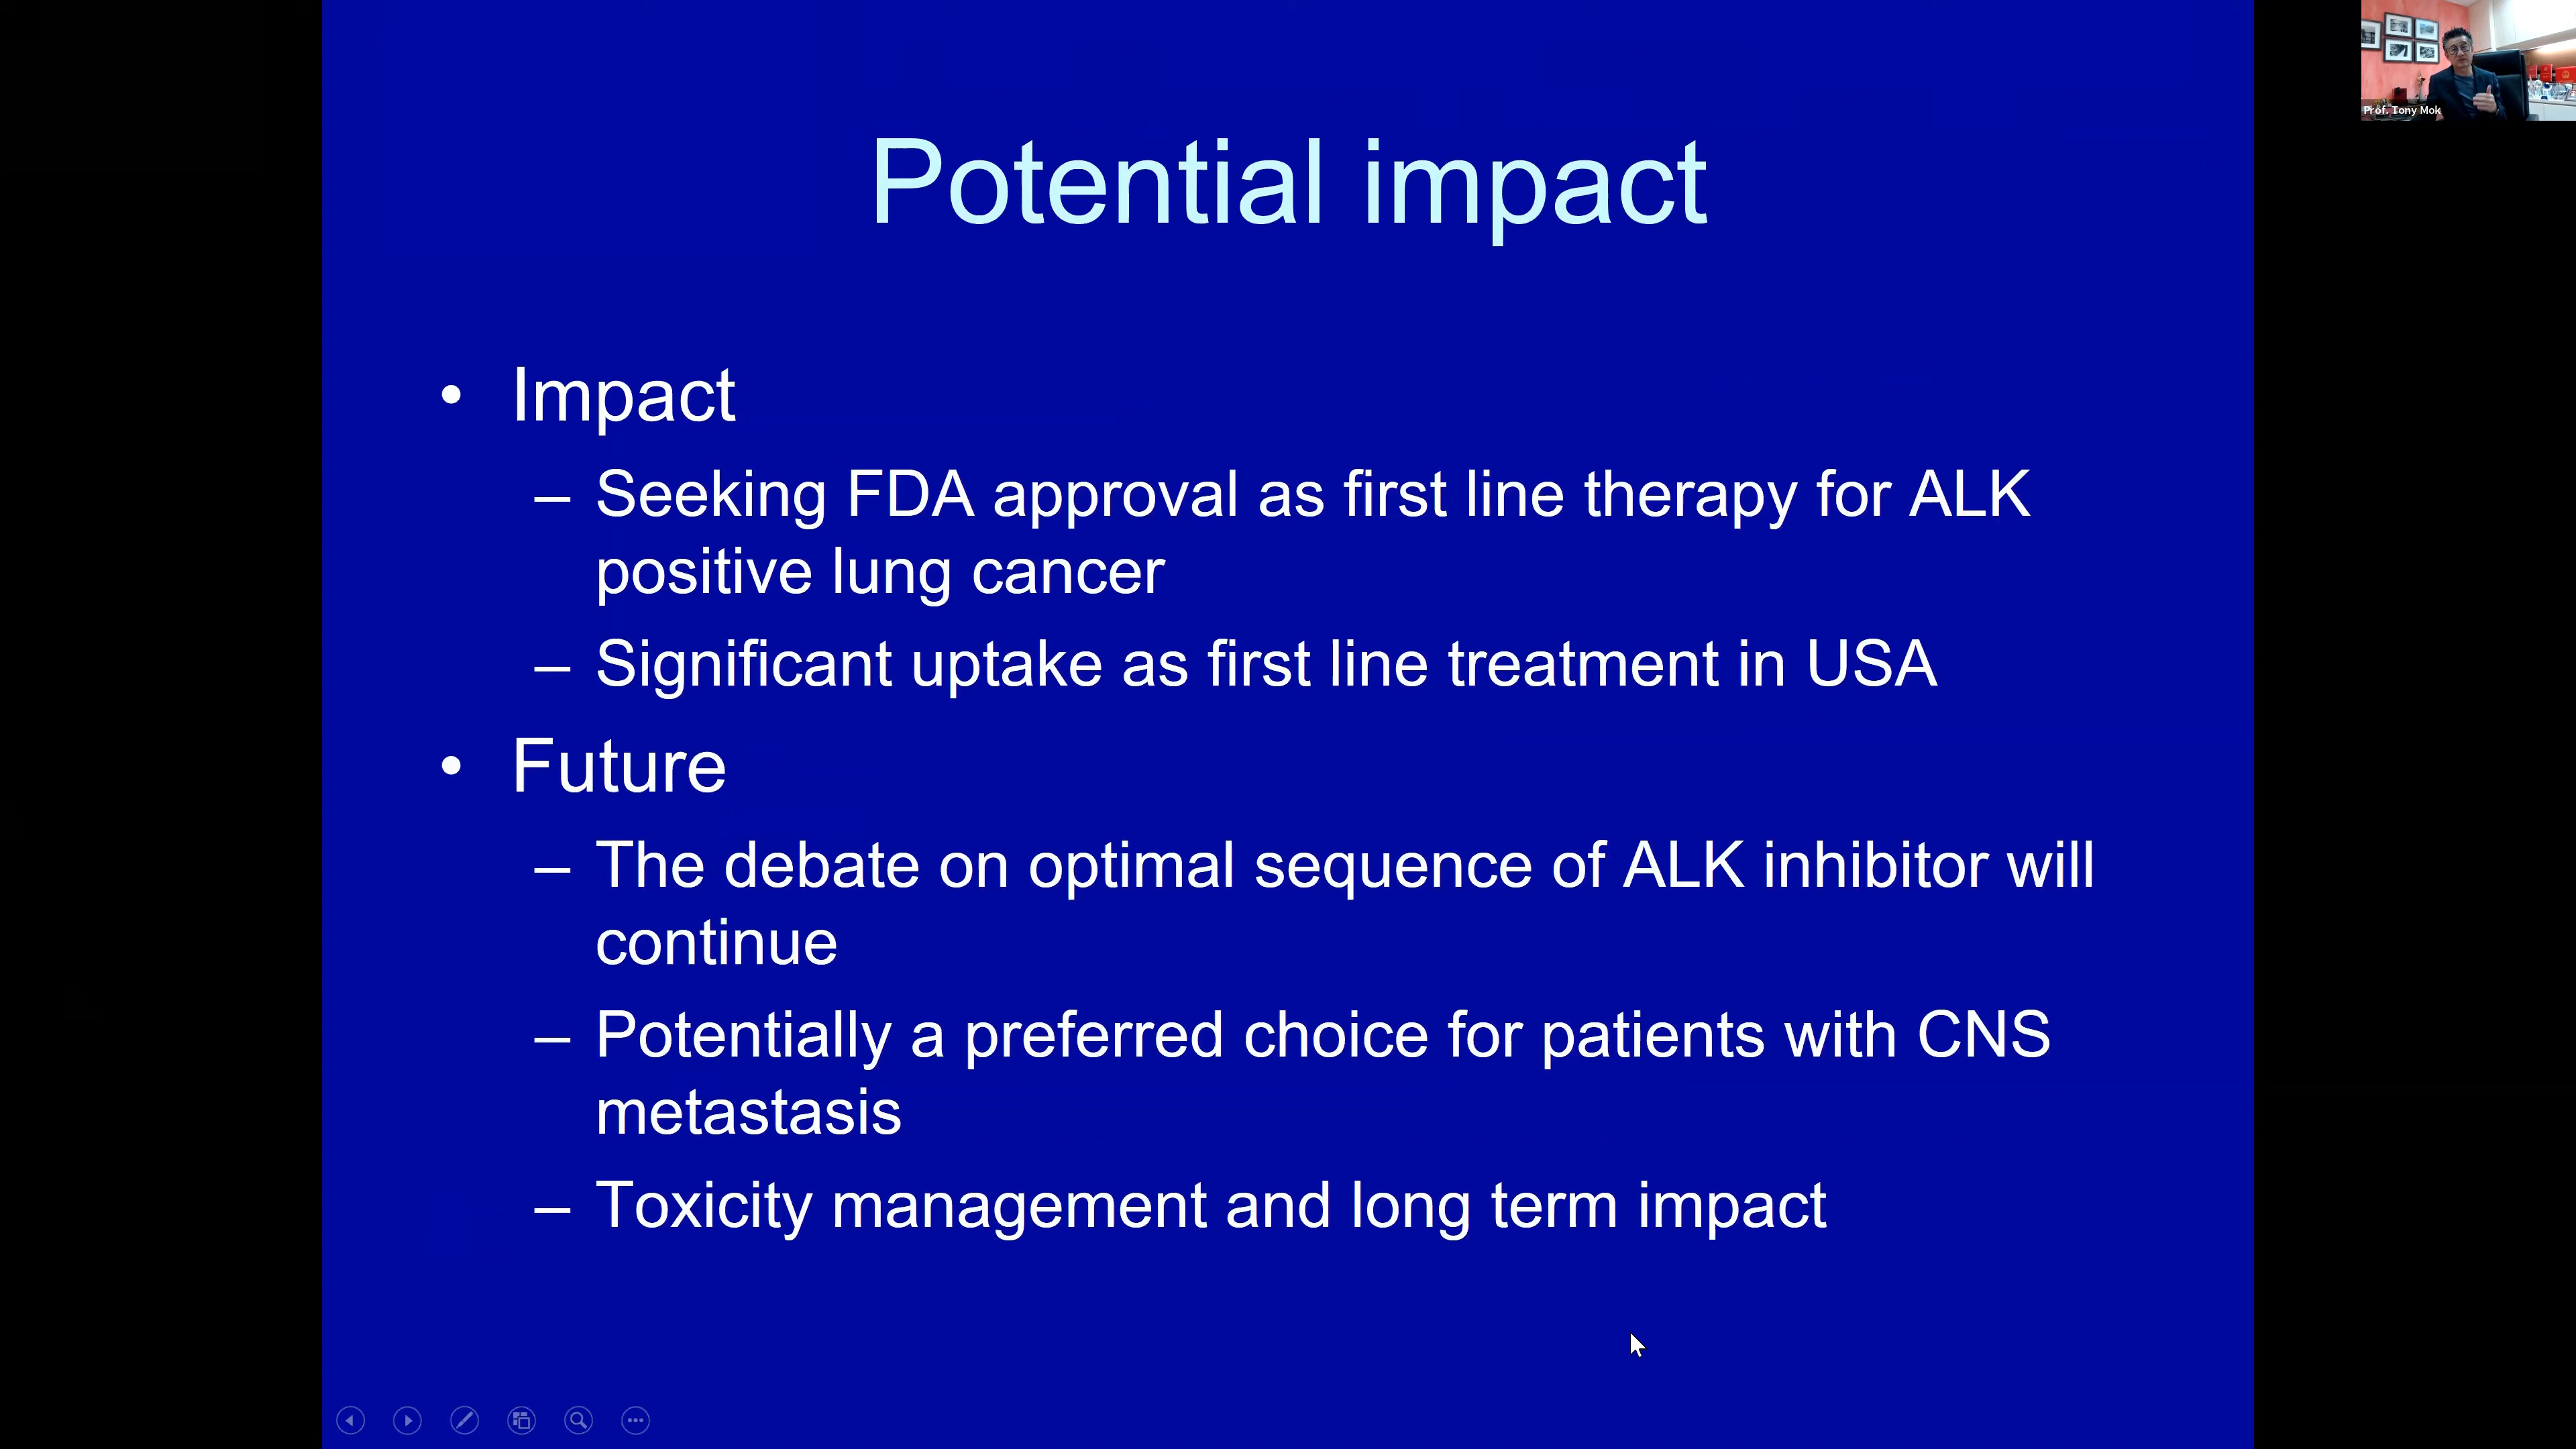 Potential impact
• Impact
– Seeking FDA approval as first line therapy for ALK
positive lung cancer
– Significant uptake as first line treatment in USA
• Future
– The debate on optimal sequence of ALK inhibitor will
continue
– Potentially a preferred choice for patients with CNS
metastasis
– Toxicity management and long term impact
Prof. Tony Mok